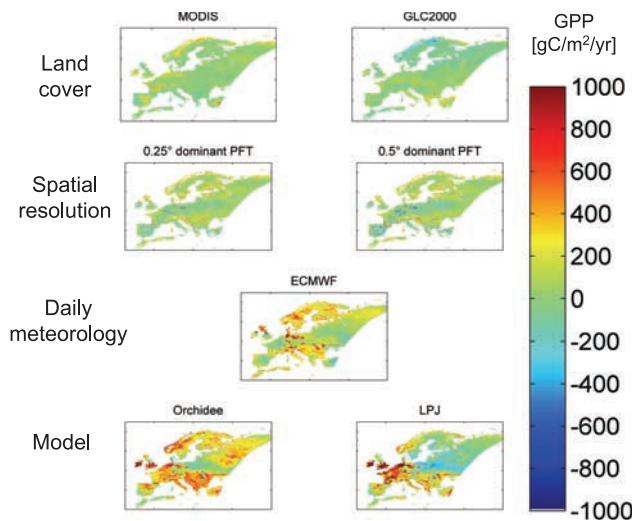 MODIS
GLC2000
GPP
[gC/m²/yr]
Land
cover
0.25° dominant PFT
0.5° dominant PFT
Spatial
resolution
ECMWF
Daily
meteorology
Orchidee
LPJ
Model
1000
800
600
400
200
0
-200
-400
-600
-800
-1000